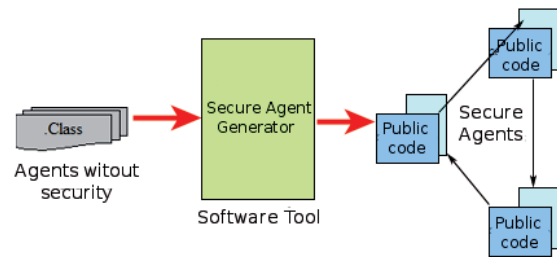 .Class
Agents witout
security
Secure Agent
Generator
Software Tool
Public
code
Public
code
Secure
Agents
Public
code